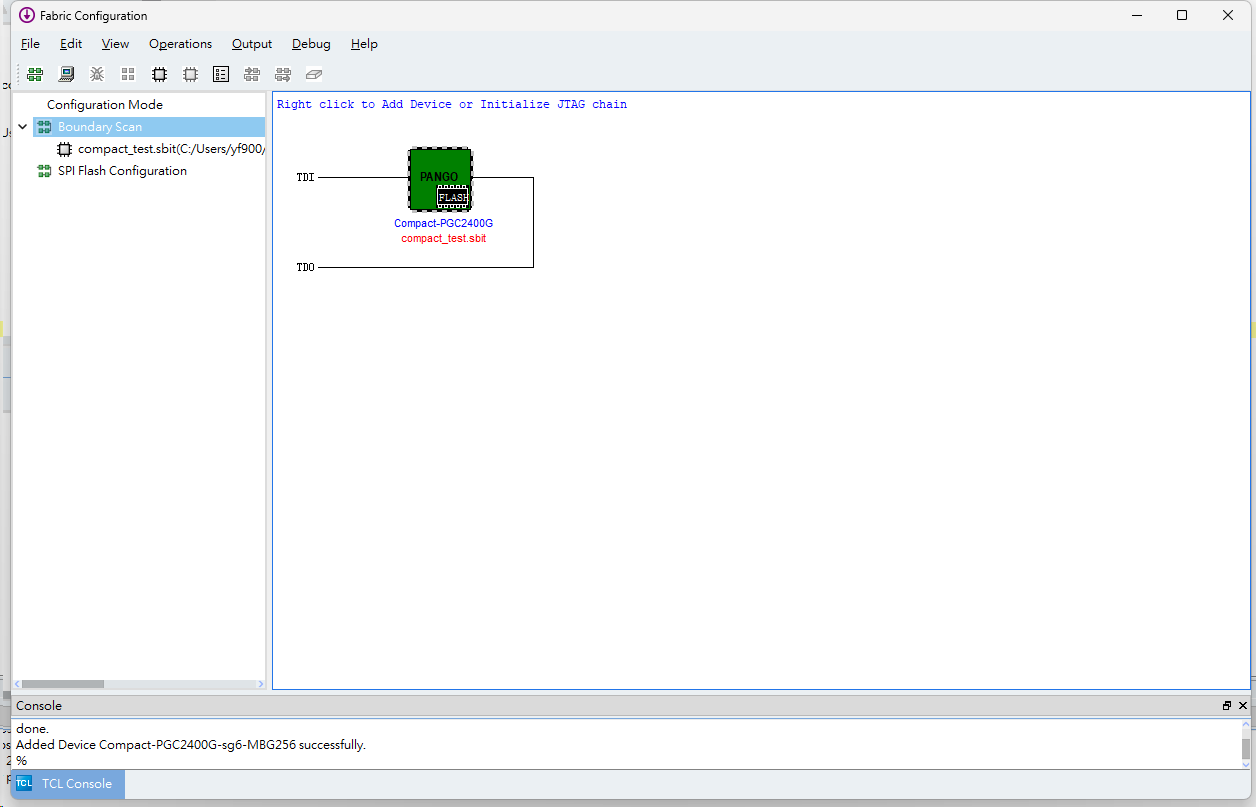 Fabric Configuration
File Edit View Operations Output Debug Help
Configuration Mode
Boundary Scan
compact_test.sbit(C:/Users/yf900/
SPI Flash Configuration
Right click to Add Device or Initialize JTAG chain
TDI
PANGO
FLASH
Compact-PGC2400G
compact_test.sbit
TDO
Console
done.
Added Device Compact-PGC2400G-sg6-MBG256 successfully.
%
TCL TCL Console